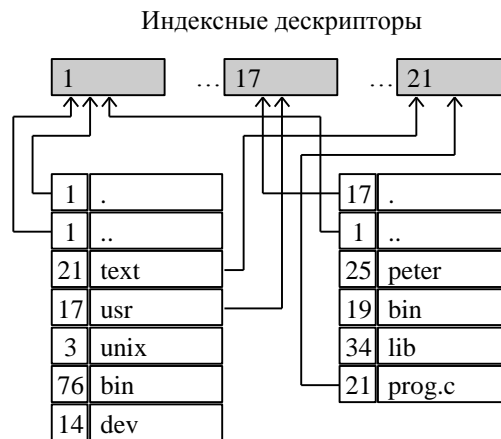 Индексные дескрипторы
1 … 17 … 21
1 .
1 ..
21 text
17 usr
3 unix
76 bin
14 dev
17 .
1 ..
25 peter
19 bin
34 lib
21 prog.c